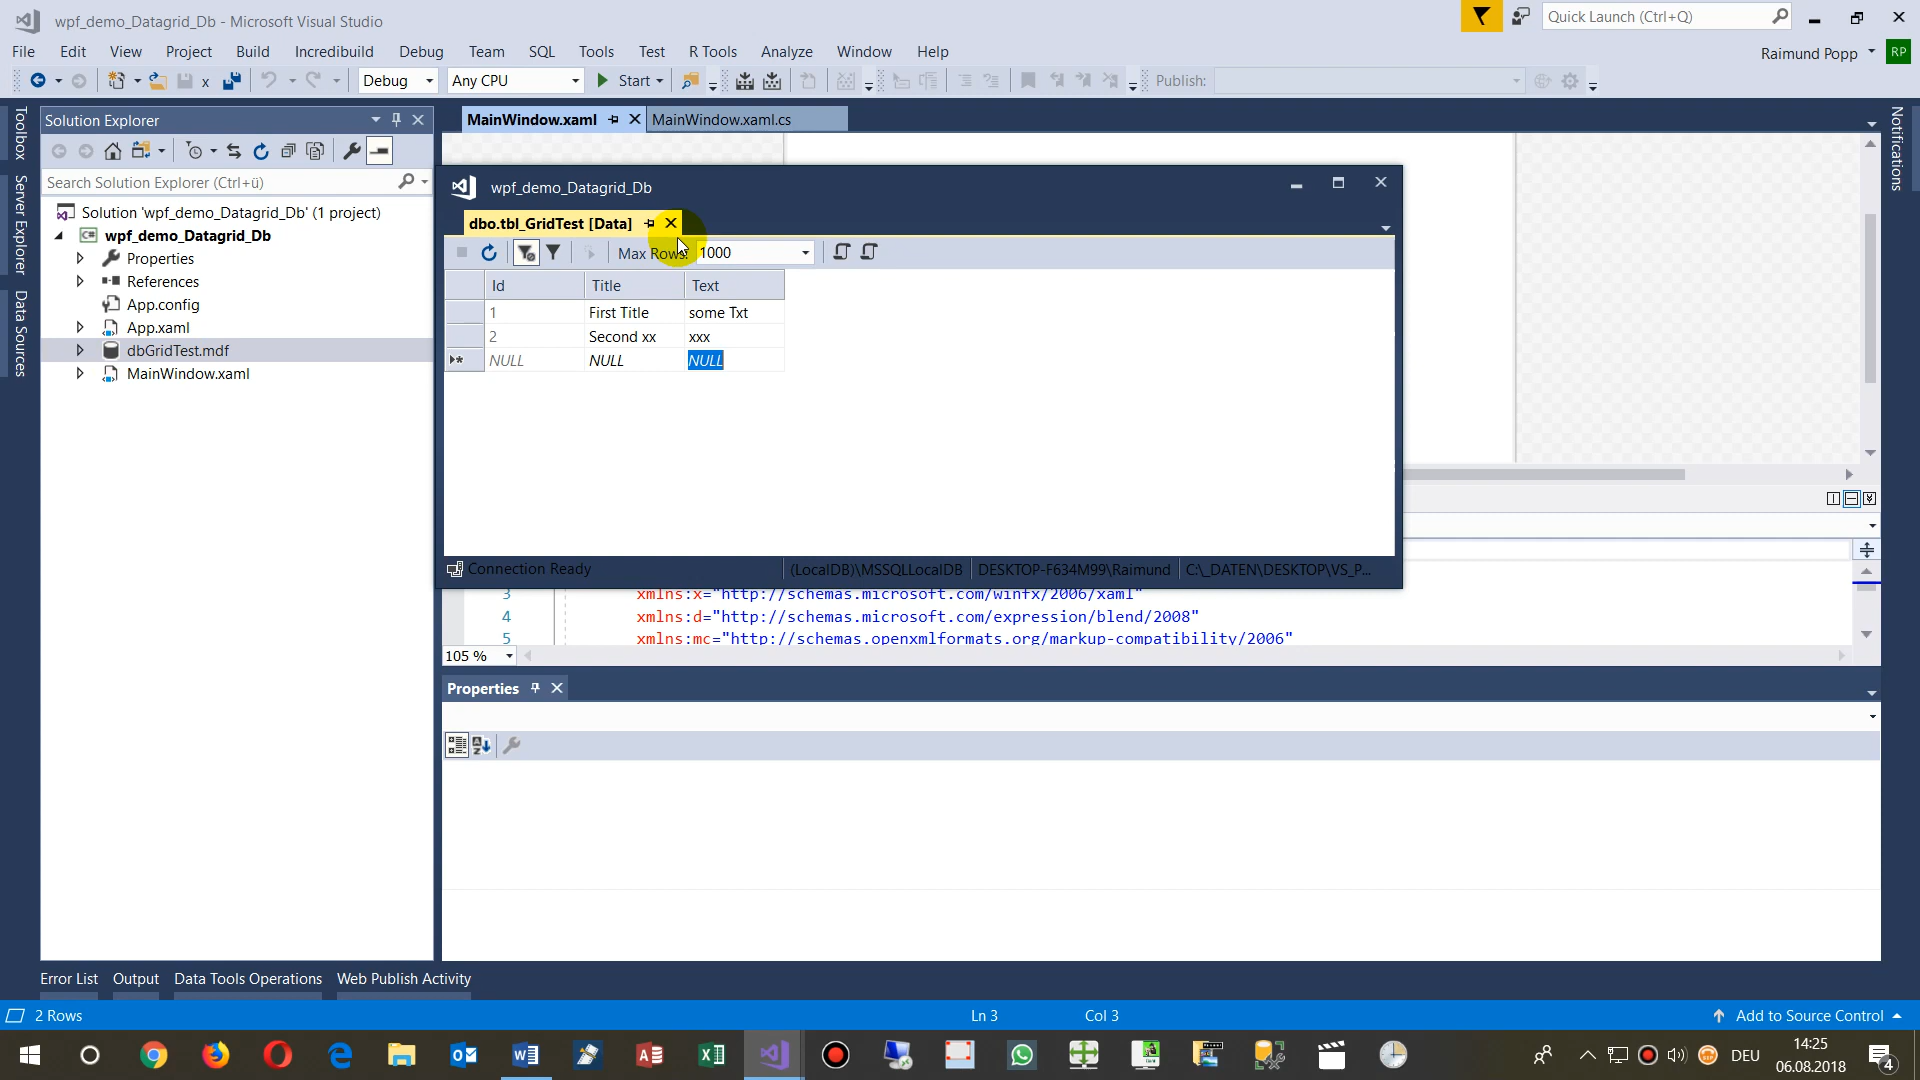 wpf_demo_Datagrid_Db - Microsoft Visual Studio
Quick Launch (Ctrl+Q)
File Edit View Project Build Incredibuild Debug Team SQL Tools Test R Tools Analyze Window Help
Raimund Popp RP
x Debug Any CPU Start Publish:
Toolbox
Server Explorer
Data Sources
Solution Explorer
Search Solution Explorer (Ctrl+ü)
Solution 'wpf_demo_Datagrid_Db' (1 project)
wpf_demo_Datagrid_Db
Properties
References
App.config
App.xaml
dbGridTest.mdf
MainWindow.xaml
MainWindow.xaml MainWindow.xaml.cs
Notifications
wpf_demo_Datagrid_Db
dbo.tbl_GridTest [Data]
Max Rows: 1000
Id Title Text
1 First Title some Txt
2 Second xx xxx
NULL NULL NULL
Connection Ready (LocalDB)\MSSQLLocalDB DESKTOP-F634M99\Raimund C:\_DATEN\DESKTOP\VS_P...
3 xmlns:x="http://schemas.microsoft.com/winfx/2006/xaml"
4 xmlns:d="http://schemas.microsoft.com/expression/blend/2008"
5 xmlns:mc="http://schemas.openxmlformats.org/markup-compatibility/2006"
105 %
Properties
Error List Output Data Tools Operations Web Publish Activity
2 Rows Ln 3 Col 3 Add to Source Control
DEU
14:25
06.08.2018
4